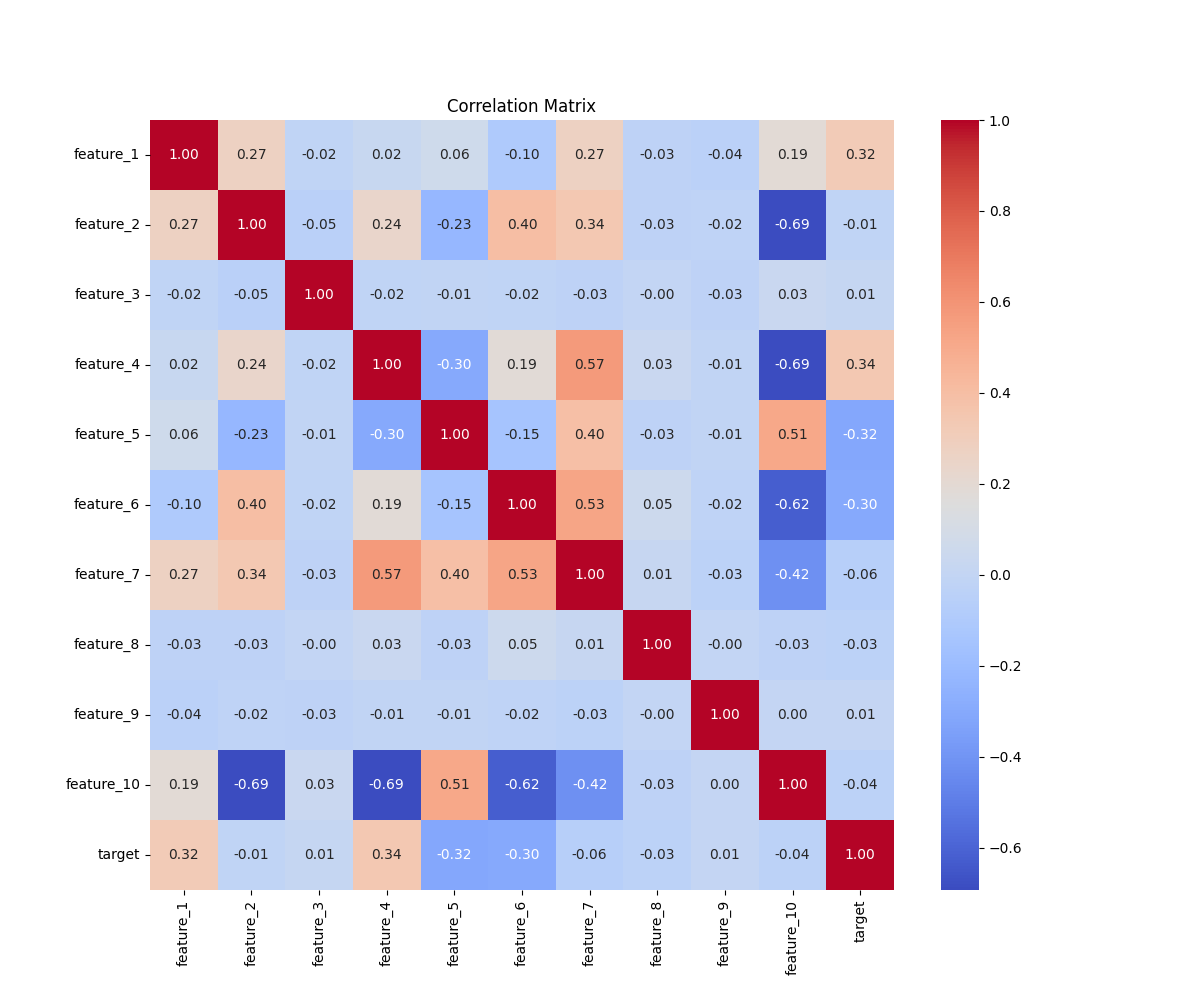 Correlation Matrix
feature_1 1.00 0.27 -0.02 0.02 0.06 -0.10 0.27 -0.03 -0.04 0.19 0.32
feature_2 0.27 1.00 -0.05 0.24 -0.23 0.40 0.34 -0.03 -0.02 -0.69 -0.01
feature_3 -0.02 -0.05 1.00 -0.02 -0.01 -0.02 -0.03 -0.00 -0.03 0.03 0.01
feature_4 0.02 0.24 -0.02 1.00 -0.30 0.19 0.57 0.03 -0.01 -0.69 0.34
feature_5 0.06 -0.23 -0.01 -0.30 1.00 -0.15 0.40 -0.03 -0.01 0.51 -0.32
feature_6 -0.10 0.40 -0.02 0.19 -0.15 1.00 0.53 0.05 -0.02 -0.62 -0.30
feature_7 0.27 0.34 -0.03 0.57 0.40 0.53 1.00 0.01 -0.03 -0.42 -0.06
feature_8 -0.03 -0.03 -0.00 0.03 -0.03 0.05 0.01 1.00 -0.00 -0.03 -0.03
feature_9 -0.04 -0.02 -0.03 -0.01 -0.01 -0.02 -0.03 -0.00 1.00 0.00 0.01
feature_10 0.19 -0.69 0.03 -0.69 0.51 -0.62 -0.42 -0.03 0.00 1.00 -0.04
target 0.32 -0.01 0.01 0.34 -0.32 -0.30 -0.06 -0.03 0.01 -0.04 1.00
feature_1 feature_2 feature_3 feature_4 feature_5 feature_6 feature_7 feature_8 feature_9 feature_10 target
1.0
0.8
0.6
0.4
0.2
0.0
−0.2
−0.4
−0.6